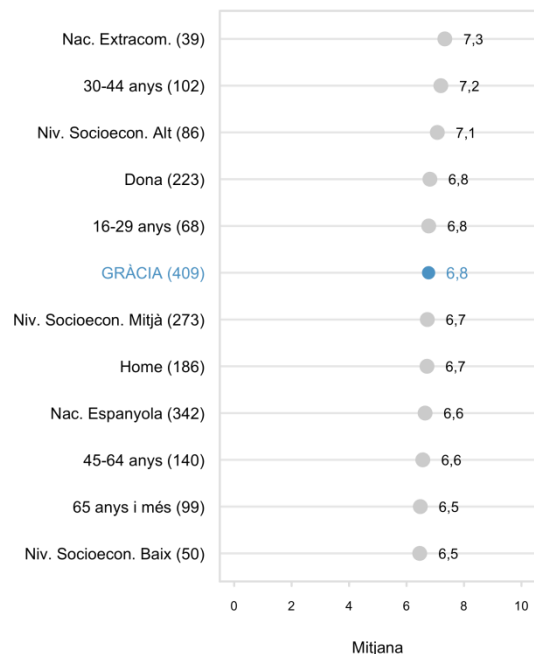 Nac. Extracom. (39) 7,3
30-44 anys (102) 7,2
Niv. Socioecon. Alt (86) 7,1
Dona (223) 6,8
16-29 anys (68) 6,8
GRÀCIA (409) 6,8
Niv. Socioecon. Mitjà (273) 6,7
Home (186) 6,7
Nac. Espanyola (342) 6,6
45-64 anys (140) 6,6
65 anys i més (99) 6,5
Niv. Socioecon. Baix (50) 6,5
0 2 4 6 8 10
Mitjana